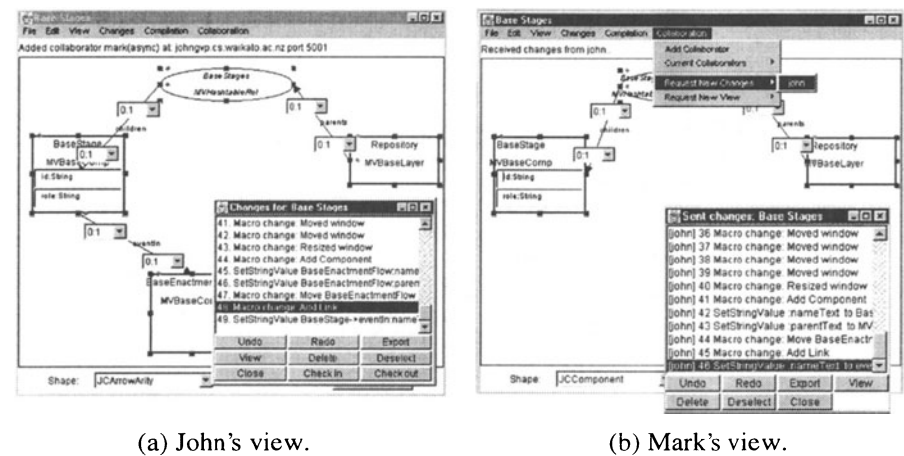 Base Stages
File Edit View Changes Compilation Collaboration
Added collaborator mark(async) at johngvp.cs.waikato.ac.nz port 5001
Base Stages
MVHashtableRel
0:1
children
0:1
parents
0:1
0:1
BaseStage
MVBaseComp
id:String
role:String
Repository
MVBaseLayer
0:1
eventIn
0:1
BaseEnactmen
MVBaseCo
Changes for: Base Stages
41. Macro change: Moved window
42. Macro change: Moved window
43. Macro change: Resized window
44. Macro change: Add Component
45. SetStringValue BaseEnactmentFlow:name
46. SetStringValue BaseEnactmentFlow:paren
47. Macro change: Move BaseEnactmentFlow
48. Macro change: Add Link
49. SetStringValue BaseStage->eventIn:name
Undo Redo Export
View Delete Deselect
Close Check in Check out
Shape: JCArrowArity
(a) John's view.
Base Stages
File Edit View Changes Compilation Collaboration
Received changes from john
Add Collaborator
Current Collaborators
Request New Changes
john
Request New View
Base Sta
MVHashtab
0:1
children
0:1
parents
0:1
BaseStage
MVBaseComp
id:String
role:String
Repository
MVBaseLayer
Sent changes: Base Stages
[john] 36 Macro change: Moved window
[john] 37 Macro change: Moved window
[john] 38 Macro change: Moved window
[john] 39 Macro change: Moved window
[john] 40 Macro change: Resized window
[john] 41 Macro change: Add Component
[john] 42 SetStringValue :nameText to Bas
[john] 43 SetStringValue :parentText to MV
[john] 44 Macro change: Move BaseEnactr
[john] 45 Macro change: Add Link
[john] 46 SetStringValue :nameText to eve
Undo Redo Export View
Delete Deselect Close
Shape: JCComponent
(b) Mark's view.